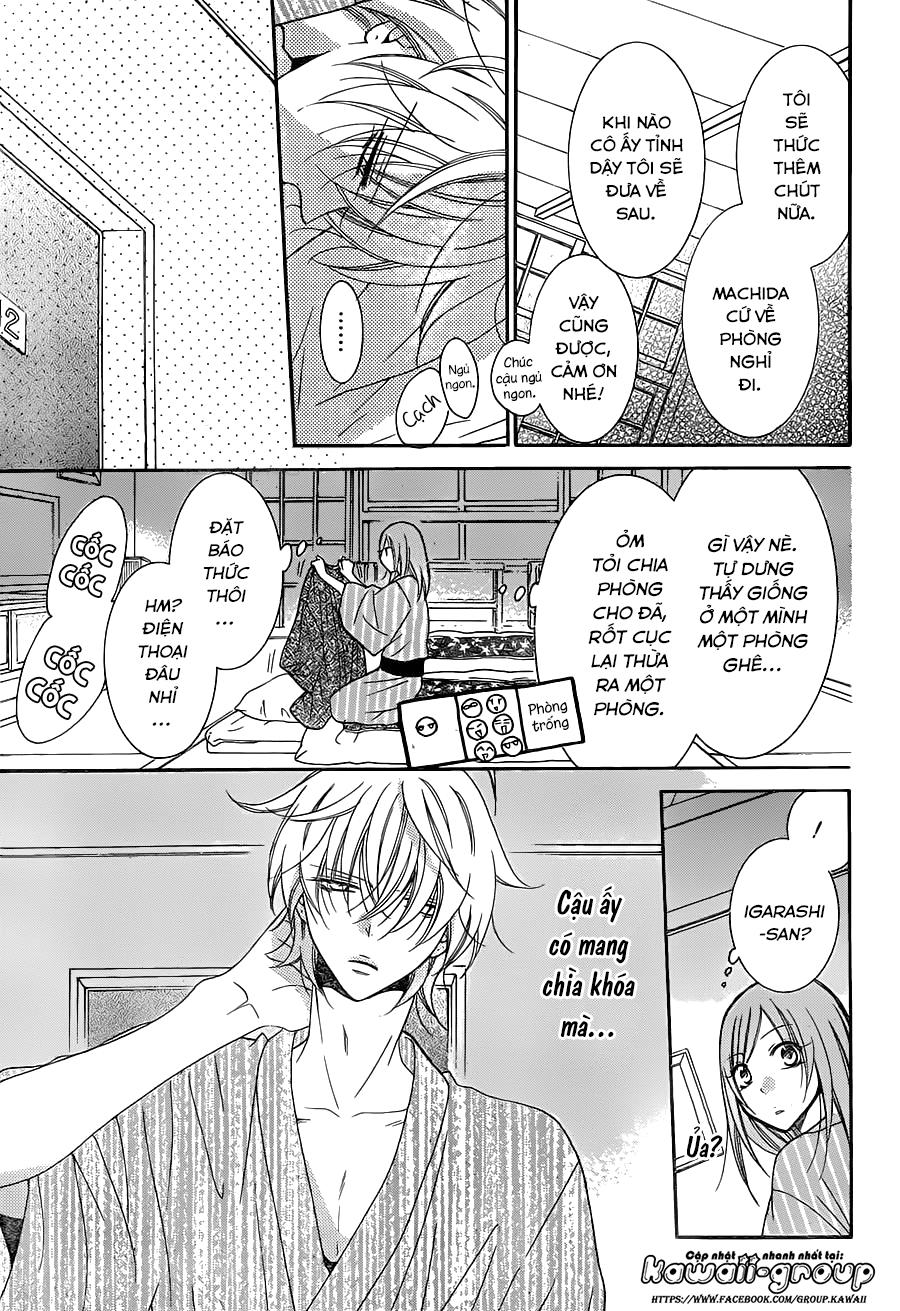 TÔI
SẼ
THỨC
THÊM
CHÚT
NỮA.
MACHIDA
CỨ VỀ
PHÒNG
NGHỈ
ĐI.
KHI NÀO
CÔ ẤY TỈNH
DẬY TÔI SẼ
ĐƯA VỀ
SAU.
VẬY
CŨNG
ĐƯỢC,
CẢM ƠN
NHÉ!
Chúc
cậu ngủ
ngon.
Ngủ
ngon.
Cạch
......
2
GÌ VẬY NÈ.
TỰ DƯNG
THẤY GIỐNG
Ở MỘT MÌNH
MỘT PHÒNG
GHÊ...
ỎM
TỎI CHIA
PHÒNG
CHO ĐÃ,
RỐT CỤC
LẠI THỪA
RA MỘT
PHÒNG.
Phòng
trống
ĐẶT
BÁO
THỨC
THÔI
...
HM?
ĐIỆN
THOẠI
ĐÂU
NHỈ
...
CỐC
CỐC
CỐC
CỐC
!
IGARASHI
-SAN?
Ủa?
Cậu ấy
có mang
chìa khóa
mà...
Cập nhật nhanh nhất tại:
kawaii-group
HTTPS://WWW.FACEBOOK.COM/GROUP.KAWAII